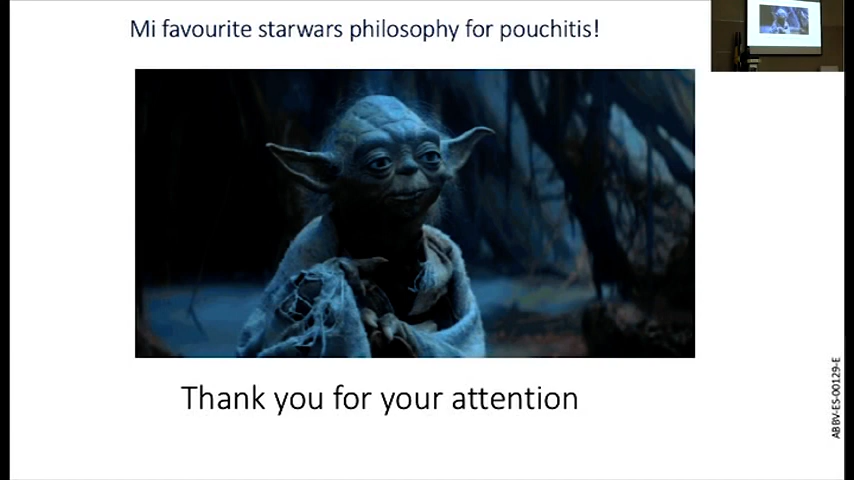 Mi favourite starwars philosophy for pouchitis!
Thank you for your attention
ABBV-ES-00129-E